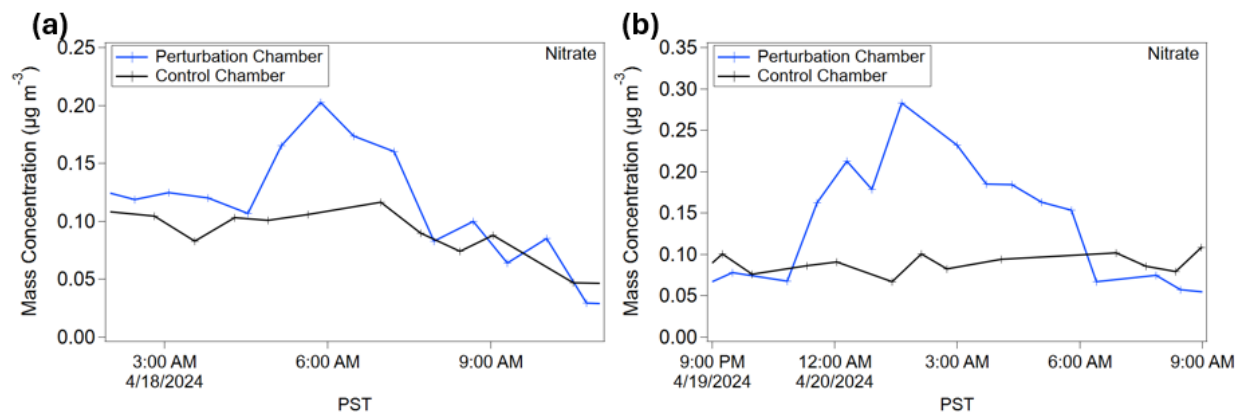 (a)
Perturbation Chamber
Control Chamber
Nitrate
Mass Concentration (µg m⁻³)
0.25
0.20
0.15
0.10
0.05
0.00
3:00 AM
4/18/2024
6:00 AM
9:00 AM
PST
(b)
Perturbation Chamber
Control Chamber
Nitrate
Mass Concentration (µg m⁻³)
0.35
0.30
0.25
0.20
0.15
0.10
0.05
0.00
9:00 PM
4/19/2024
12:00 AM
4/20/2024
3:00 AM
6:00 AM
9:00 AM
PST